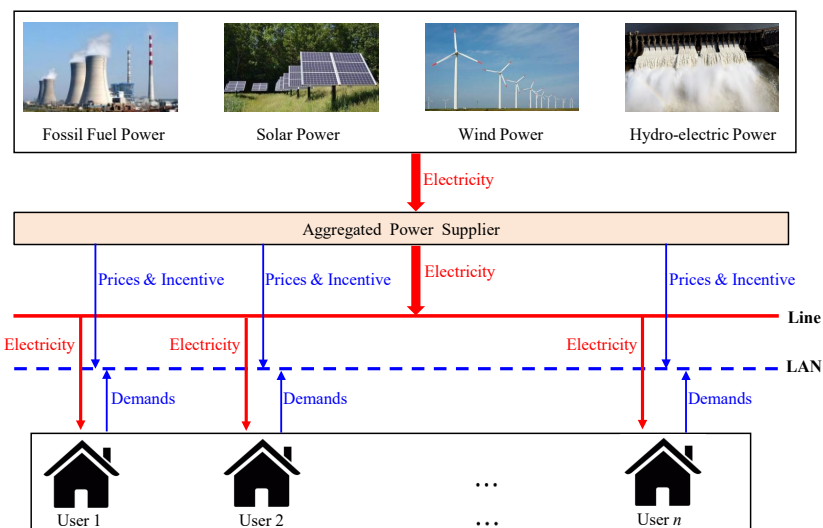 Fossil Fuel Power
Solar Power
Wind Power
Hydro-electric Power
Electricity
Aggregated Power Supplier
Prices & Incentive
Prices & Incentive
Electricity
Prices & Incentive
Line
Electricity
Electricity
Electricity
LAN
Demands
Demands
Demands
...
User 1
User 2
...
User n